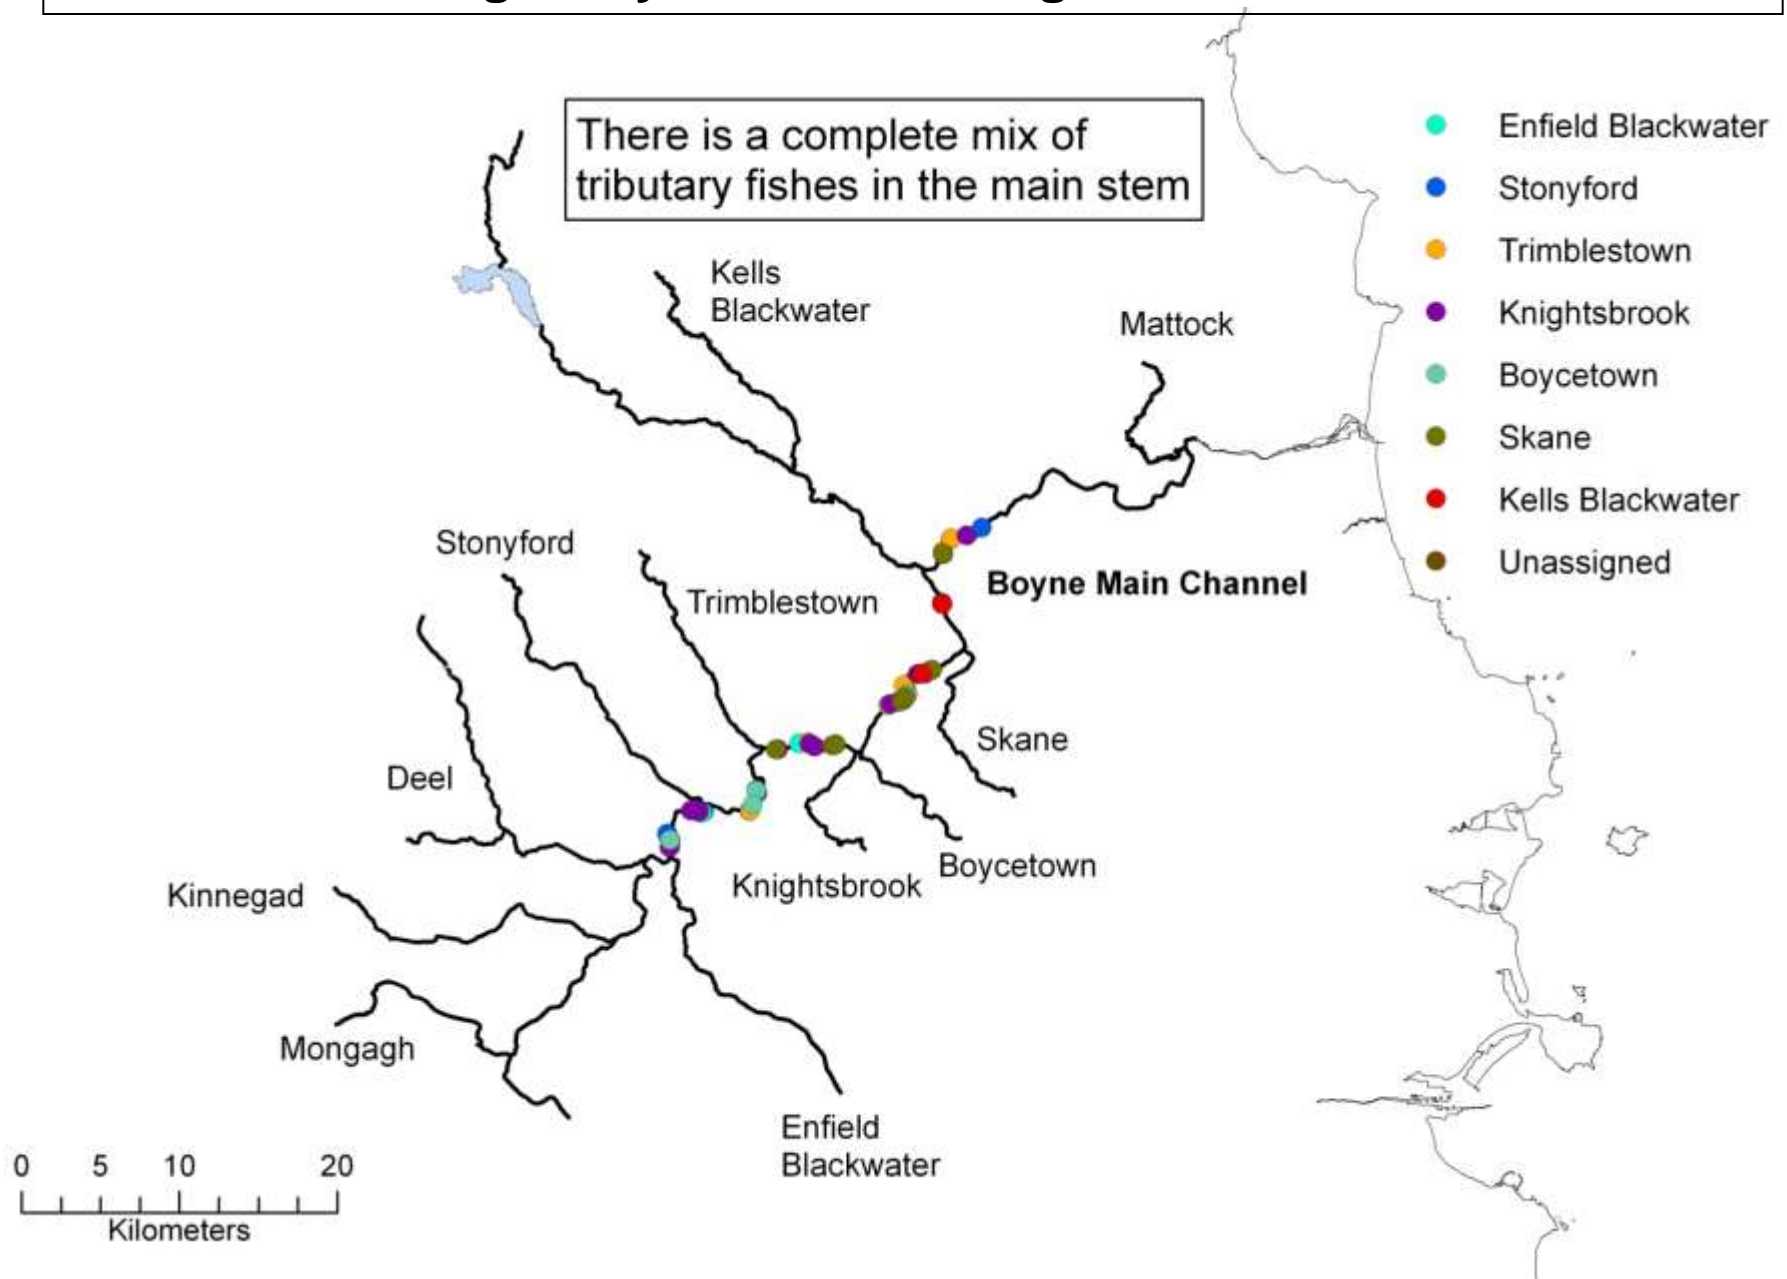 There is a complete mix of
tributary fishes in the main stem
Enfield Blackwater
Stonyford
Trimblestown
Knightsbrook
Boycetown
Skane
Kells Blackwater
Unassigned
Kells
Blackwater
Mattock
Stonyford
Trimblestown
Boyne Main Channel
Skane
Deel
Knightsbrook
Boycetown
Kinnegad
Mongagh
Enfield
Blackwater
0 5 10 20
Kilometers